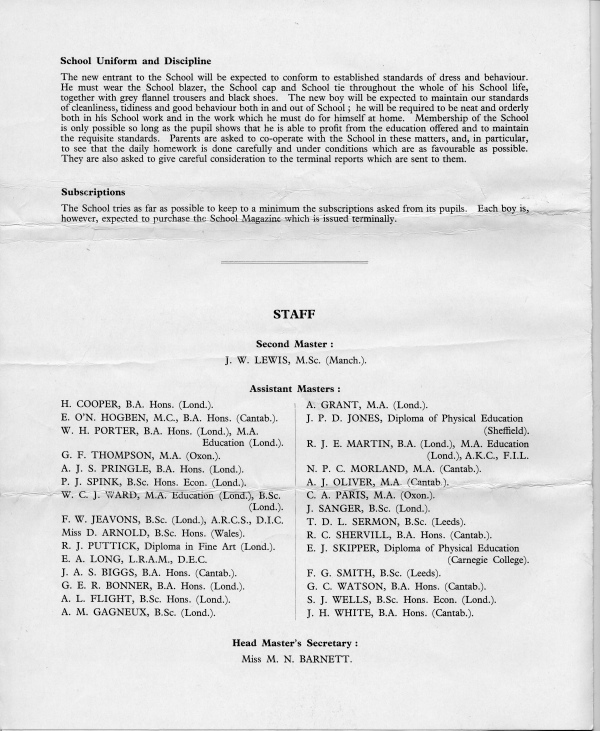 School Uniform and Discipline
The new entrant to the School will be expected to conform to established standards of dress and behaviour.
He must wear the School blazer, the School cap and School tie throughout the whole of his School life,
together with grey flannel trousers and black shoes. The new boy will be expected to maintain our standards
of cleanliness, tidiness and good behaviour both in and out of School ; he will be required to be neat and orderly
both in his School work and in the work which he must do for himself at home. Membership of the School
is only possible so long as the pupil shows that he is able to profit from the education offered and to maintain
the requisite standards. Parents are asked to co-operate with the School in these matters, and, in particular,
to see that the daily homework is done carefully and under conditions which are as favourable as possible.
They are also asked to give careful consideration to the terminal reports which are sent to them.
Subscriptions
The School tries as far as possible to keep to a minimum the subscriptions asked from its pupils. Each boy is,
however, expected to purchase the School Magazine which is issued terminally.
STAFF
Second Master :
J. W. LEWIS, M.Sc. (Manch.).
Assistant Masters :
H. COOPER, B.A. Hons. (Lond.).
E. O'N. HOGBEN, M.C., B.A. Hons. (Cantab.).
W. H. PORTER, B.A. Hons. (Lond.), M.A.
Education (Lond.).
G. F. THOMPSON, M.A. (Oxon.).
A. J. S. PRINGLE, B.A. Hons. (Lond.).
P. J. SPINK, B.Sc. Hons. Econ. (Lond.).
W. C. J. WARD, M.A. Education (Lond.), B.Sc.
(Lond.).
F. W. JEAVONS, B.Sc. (Lond.), A.R.C.S., D.I.C.
Miss D. ARNOLD, B.Sc. Hons. (Wales).
R. J. PUTTICK, Diploma in Fine Art (Lond.).
E. A. LONG, L.R.A.M., D.E.C.
J. A. S. BIGGS, B.A. Hons. (Cantab.).
G. E. R. BONNER, B.A. Hons. (Lond.).
A. L. FLIGHT, B.Sc. Hons. (Lond.).
A. M. GAGNEUX, B.Sc. (Lond.).
A. GRANT, M.A. (Lond.).
J. P. D. JONES, Diploma of Physical Education
(Sheffield).
R. J. E. MARTIN, B.A. (Lond.), M.A. Education
(Lond.), A.K.C., F.I.L.
N. P. C. MORLAND, M.A. (Cantab.).
A. J. OLIVER, M.A. (Cantab.).
C. A. PARIS, M.A. (Oxon.).
J. SANGER, B.Sc. (Lond.).
T. D. L. SERMON, B.Sc. (Leeds).
R. C. SHERVILL, B.A. Hons. (Cantab.).
E. J. SKIPPER, Diploma of Physical Education
(Carnegie College).
F. G. SMITH, B.Sc. (Leeds).
G. C. WATSON, B.A. Hons. (Cantab.).
S. J. WELLS, B.Sc. Hons. Econ. (Lond.).
J. H. WHITE, B.A. Hons. (Cantab.).
Head Master's Secretary :
Miss M. N. BARNETT.